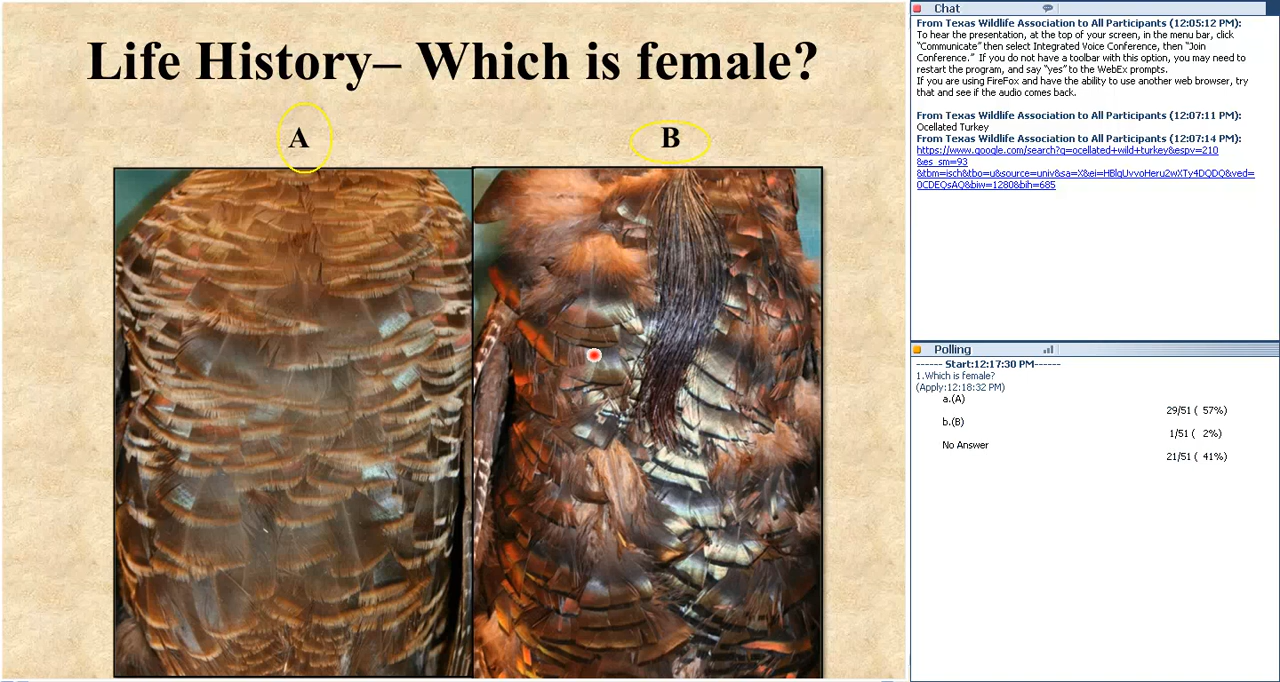 Life History– Which is female?
A
B
Chat
From Texas Wildlife Association to All Participants (12:05:12 PM):
To hear the presentation, at the top of your screen, in the menu bar, click
“Communicate” then select Integrated Voice Conference, then “Join
Conference.” If you do not have a toolbar with this option, you may need to
restart the program, and say “yes” to the WebEx prompts.
If you are using FireFox and have the ability to use another web browser, try
that and see if the audio comes back.
From Texas Wildlife Association to All Participants (12:07:11 PM):
Ocellated Turkey
From Texas Wildlife Association to All Participants (12:07:14 PM):
https://www.google.com/search?q=ocellated+wild+turkey&espv=210
&es_sm=93
&tbm=isch&tbo=u&source=univ&sa=X&ei=HBlqUvvoHeru2wXTy4DQDQ&ved=
0CDEQsAQ&biw=1280&bih=685
Polling
------ Start:12:17:30 PM------
1.Which is female?
(Apply:12:18:32 PM)
a.(A)
29/51 ( 57%)
b.(B)
1/51 ( 2%)
No Answer
21/51 ( 41%)